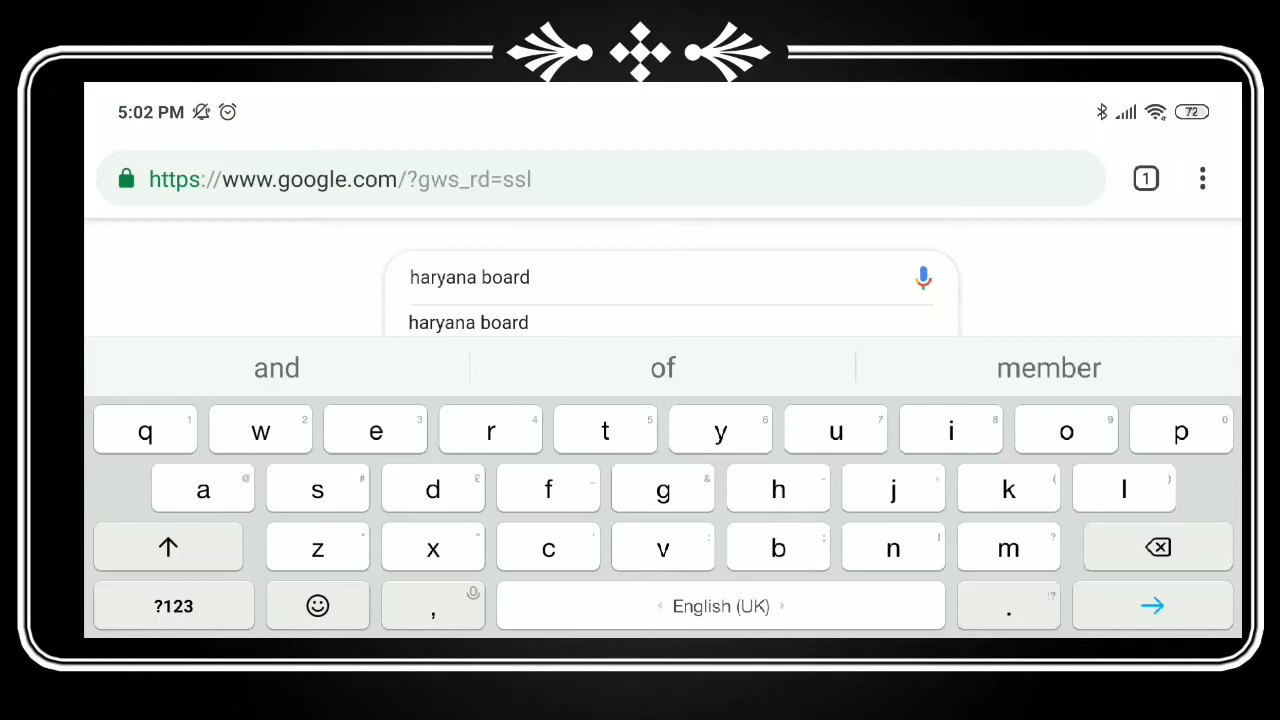 5:02 PM 72
https://www.google.com/?gws_rd=ssl 1
haryana board
haryana board
and of member
q 1 w 2 e 3 r 4 t 5 y 6 u 7 i 8 o 9 p 0
a @ s # d £ f _ g & h - j + k ( l )
z x c v b n m
?123 , English (UK) .